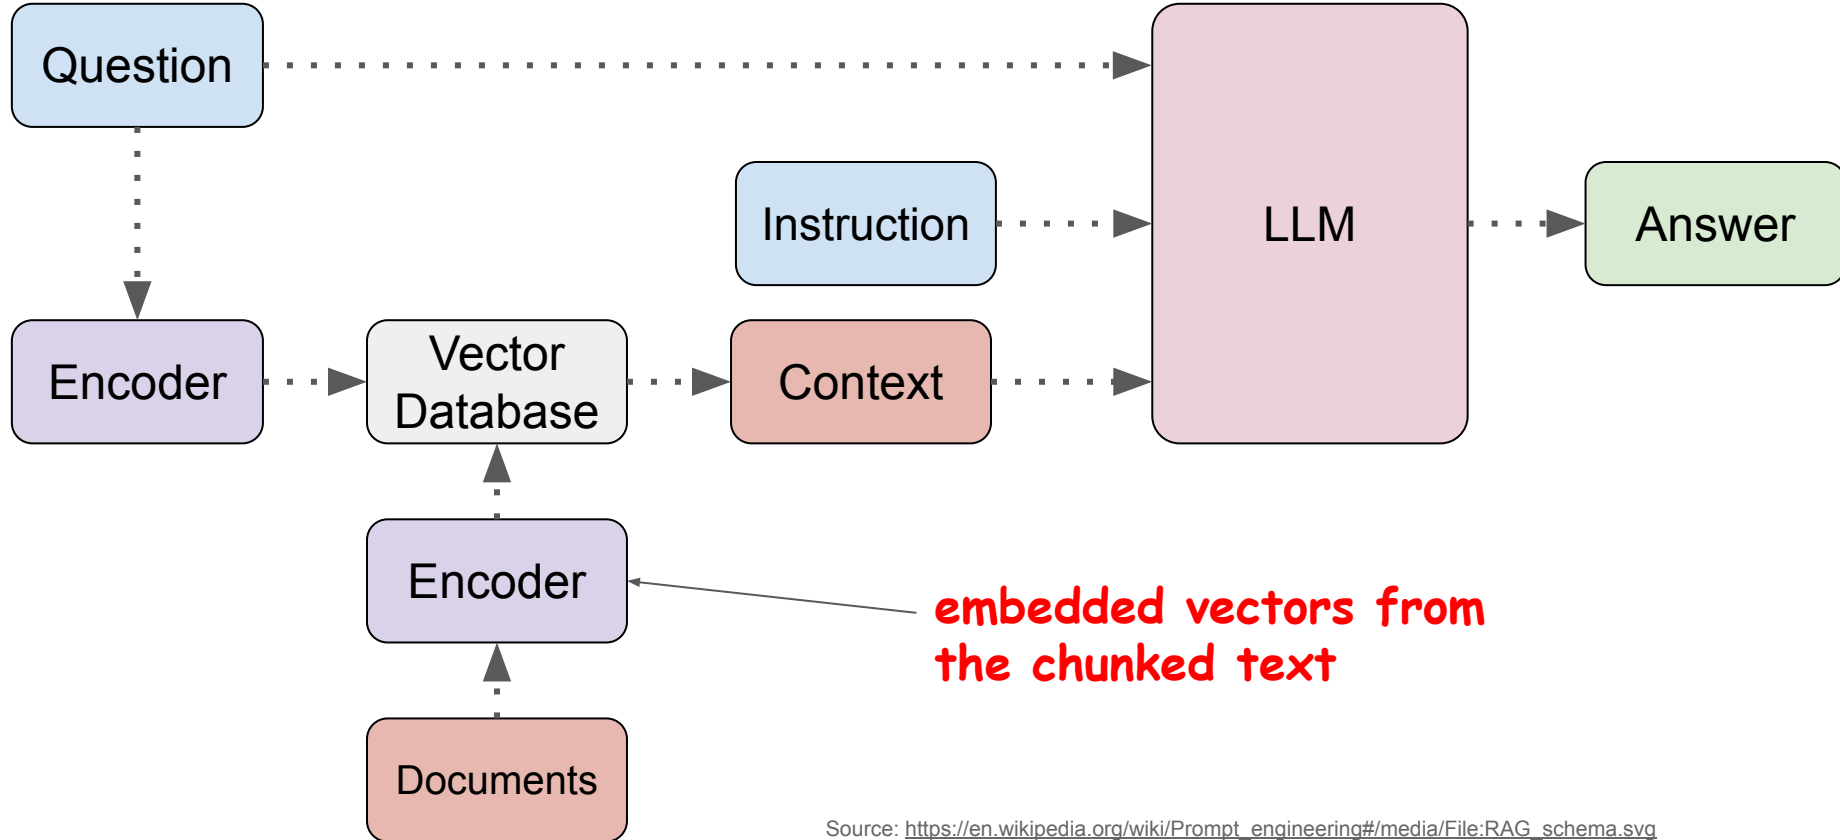 Question
Instruction
LLM
Answer
Encoder
Vector
Database
Context
Encoder
embedded vectors from
the chunked text
Documents
Source: https://en.wikipedia.org/wiki/Prompt_engineering#/media/File:RAG_schema.svg